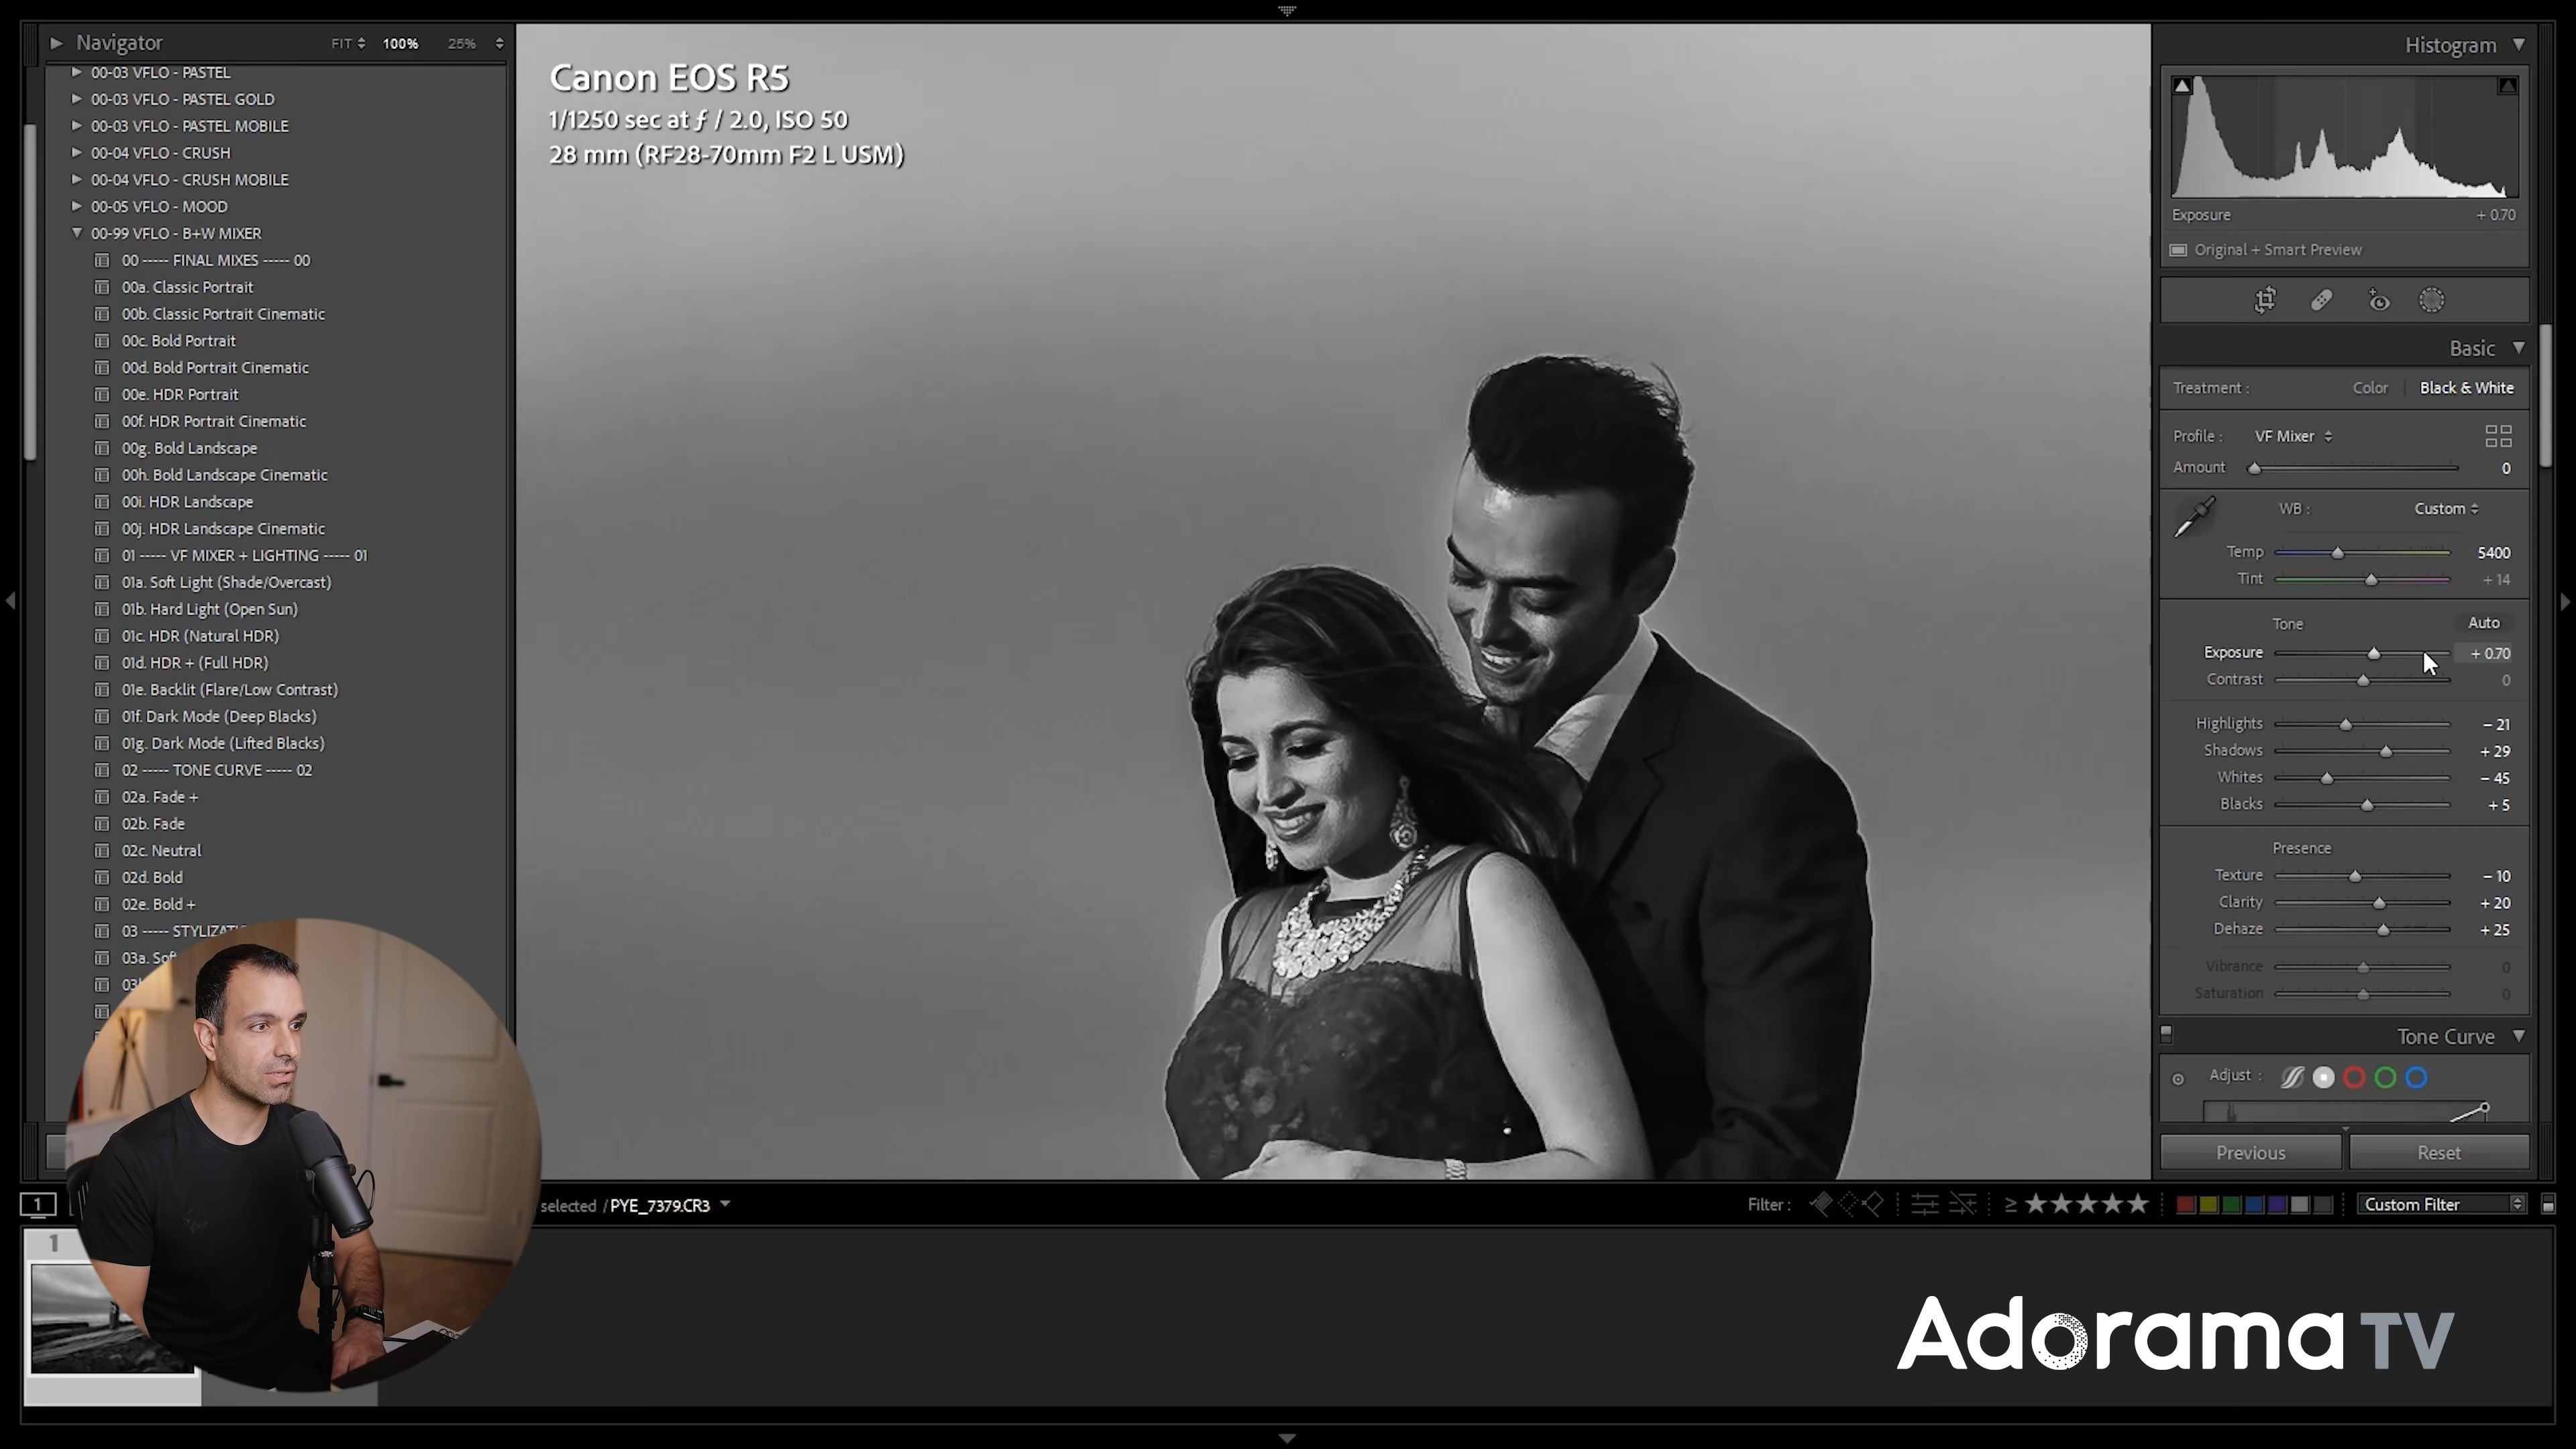 Navigator
FIT
100%
25%
00-03 VFLO - PASTEL
00-03 VFLO - PASTEL GOLD
00-03 VFLO - PASTEL MOBILE
00-04 VFLO - CRUSH
00-04 VFLO - CRUSH MOBILE
00-05 VFLO - MOOD
00-99 VFLO - B+W MIXER
00 ----- FINAL MIXES ----- 00
00a. Classic Portrait
00b. Classic Portrait Cinematic
00c. Bold Portrait
00d. Bold Portrait Cinematic
00e. HDR Portrait
00f. HDR Portrait Cinematic
00g. Bold Landscape
00h. Bold Landscape Cinematic
00i. HDR Landscape
00j. HDR Landscape Cinematic
01 ----- VF MIXER + LIGHTING ----- 01
01a. Soft Light (Shade/Overcast)
01b. Hard Light (Open Sun)
01c. HDR (Natural HDR)
01d. HDR + (Full HDR)
01e. Backlit (Flare/Low Contrast)
01f. Dark Mode (Deep Blacks)
01g. Dark Mode (Lifted Blacks)
02 ----- TONE CURVE ----- 02
02a. Fade +
02b. Fade
02c. Neutral
02d. Bold
02e. Bold +
03 -----
03a.
Canon EOS R5
1/1250 sec at ƒ / 2.0, ISO 50
28 mm (RF28-70mm F2 L USM)
Histogram
Exposure + 0.70
Original + Smart Preview
Basic
Treatment : Color Black & White
Profile : VF Mixer
Amount 0
WB : Custom
Temp 5400
Tint + 14
Tone Auto
Exposure + 0.70
Contrast 0
Highlights - 21
Shadows + 29
Whites - 45
Blacks + 5
Presence
Texture - 10
Clarity + 20
Dehaze + 25
Vibrance 0
Saturation 0
Tone Curve
Adjust :
Previous Reset
1
selected / PYE_7379.CR3
Filter :
≥ ★★★★★
Custom Filter
1
Adorama TV